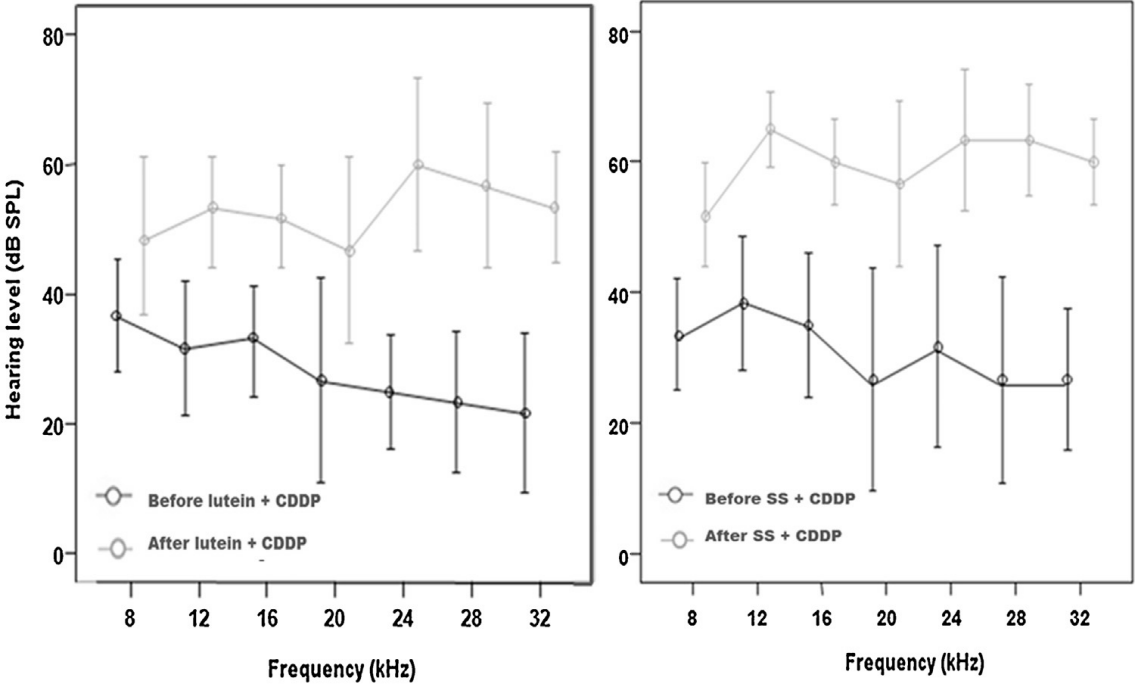 Hearing level (dB SPL)
80
60
40
20
0
Before lutein + CDDP
After lutein + CDDP
8 12 16 20 24 28 32
Frequency (kHz)
80
60
40
20
0
Before SS + CDDP
After SS + CDDP
8 12 16 20 24 28 32
Frequency (kHz)